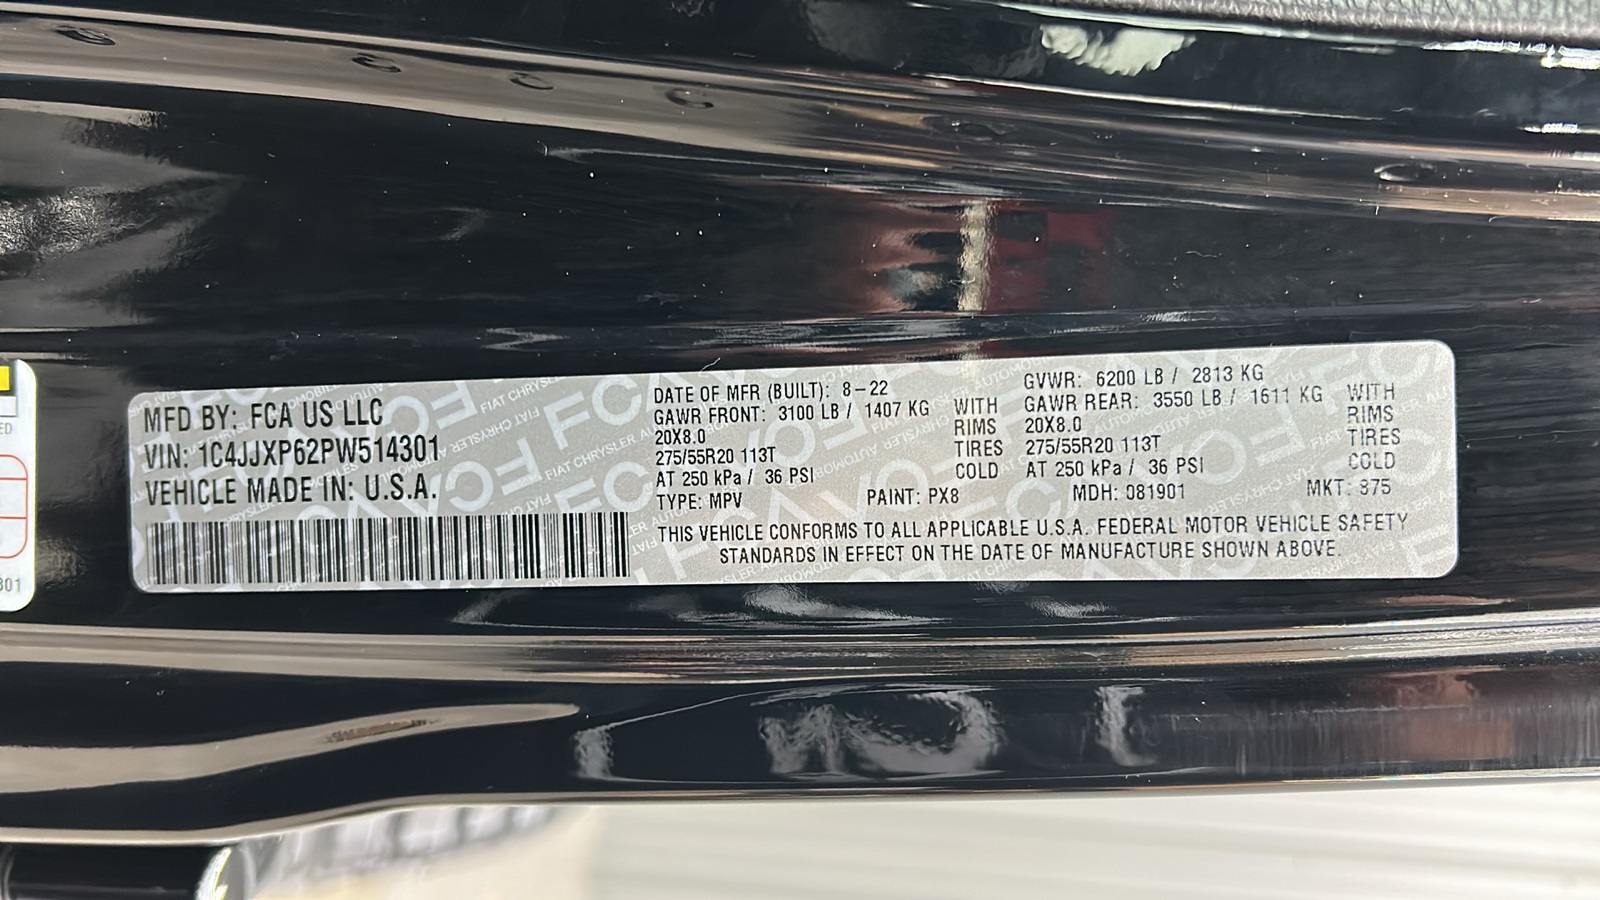 MFD BY: FCA US LLC
VIN: 1C4JJXP62PW514301
VEHICLE MADE IN: U.S.A.
DATE OF MFR (BUILT): 8-22
GAWR FRONT: 3100 LB / 1407 KG WITH
20X8.0 RIMS
275/55R20 113T TIRES
AT 250 kPa / 36 PSI COLD
GVWR: 6200 LB / 2813 KG
GAWR REAR: 3550 LB / 1611 KG WITH
20X8.0 RIMS
275/55R20 113T TIRES
AT 250 kPa / 36 PSI COLD
TYPE: MPV PAINT: PX8 MDH: 081901 MKT: 875
THIS VEHICLE CONFORMS TO ALL APPLICABLE U.S.A. FEDERAL MOTOR VEHICLE SAFETY
STANDARDS IN EFFECT ON THE DATE OF MANUFACTURE SHOWN ABOVE.
ED
301